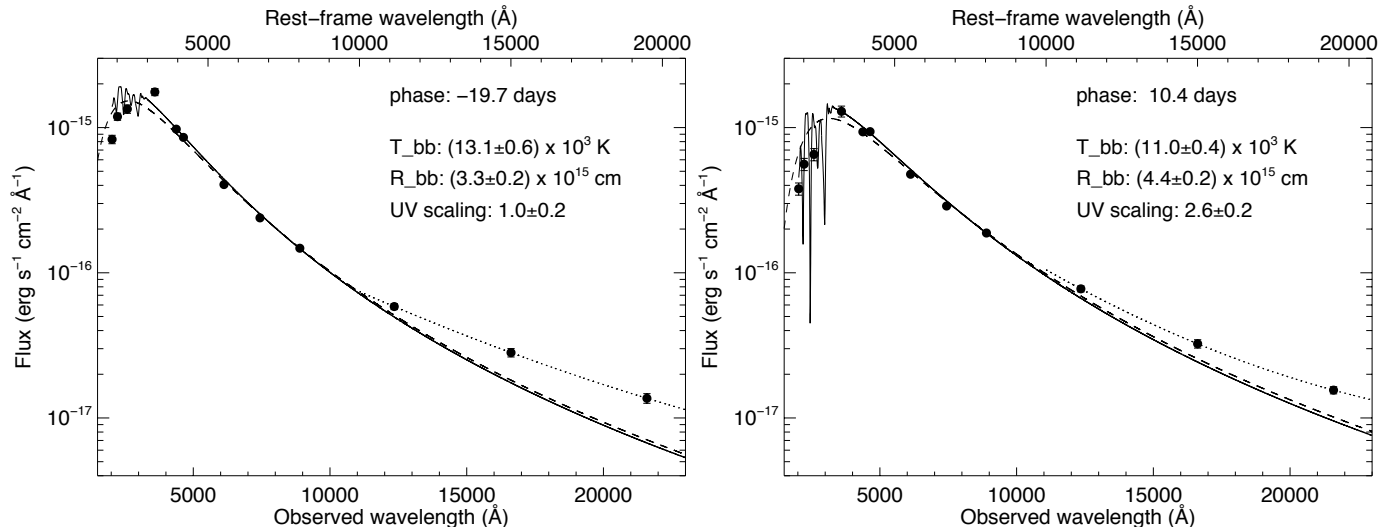 Rest-frame wavelength (Å)
5000 10000 15000 20000
phase: -19.7 days
T_bb: (13.1±0.6) x 10³ K
R_bb: (3.3±0.2) x 10¹⁵ cm
UV scaling: 1.0±0.2
10⁻¹⁵
10⁻¹⁶
10⁻¹⁷
Flux (erg s⁻¹ cm⁻² Å⁻¹)
5000 10000 15000 20000
Observed wavelength (Å)
Rest-frame wavelength (Å)
5000 10000 15000 20000
phase: 10.4 days
T_bb: (11.0±0.4) x 10³ K
R_bb: (4.4±0.2) x 10¹⁵ cm
UV scaling: 2.6±0.2
10⁻¹⁵
10⁻¹⁶
10⁻¹⁷
Flux (erg s⁻¹ cm⁻² Å⁻¹)
5000 10000 15000 20000
Observed wavelength (Å)